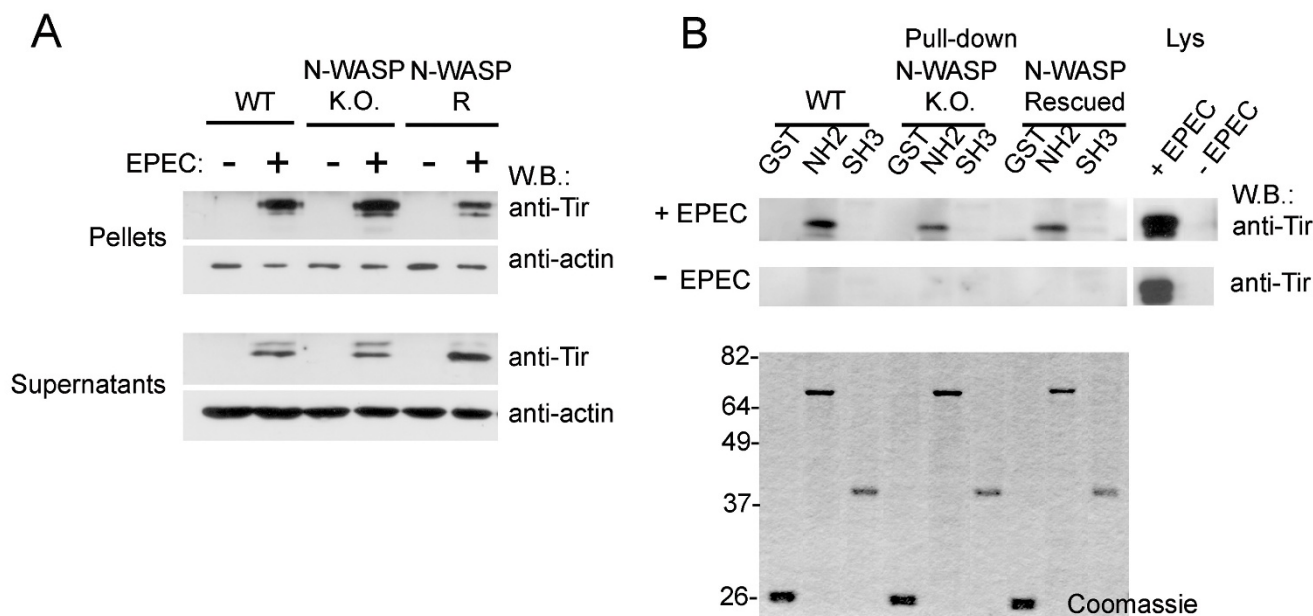 A
N-WASP N-WASP
WT K.O. R
EPEC: - + - + - +
W.B.:
anti-Tir
Pellets
anti-actin
anti-Tir
Supernatants
anti-actin
B
Pull-down Lys
N-WASP N-WASP
WT K.O. Rescued
GST NH2 SH3 GST NH2 SH3 GST NH2 SH3 + EPEC - EPEC
W.B.:
+ EPEC anti-Tir
- EPEC anti-Tir
82-
64-
49-
37-
26-
Coomassie